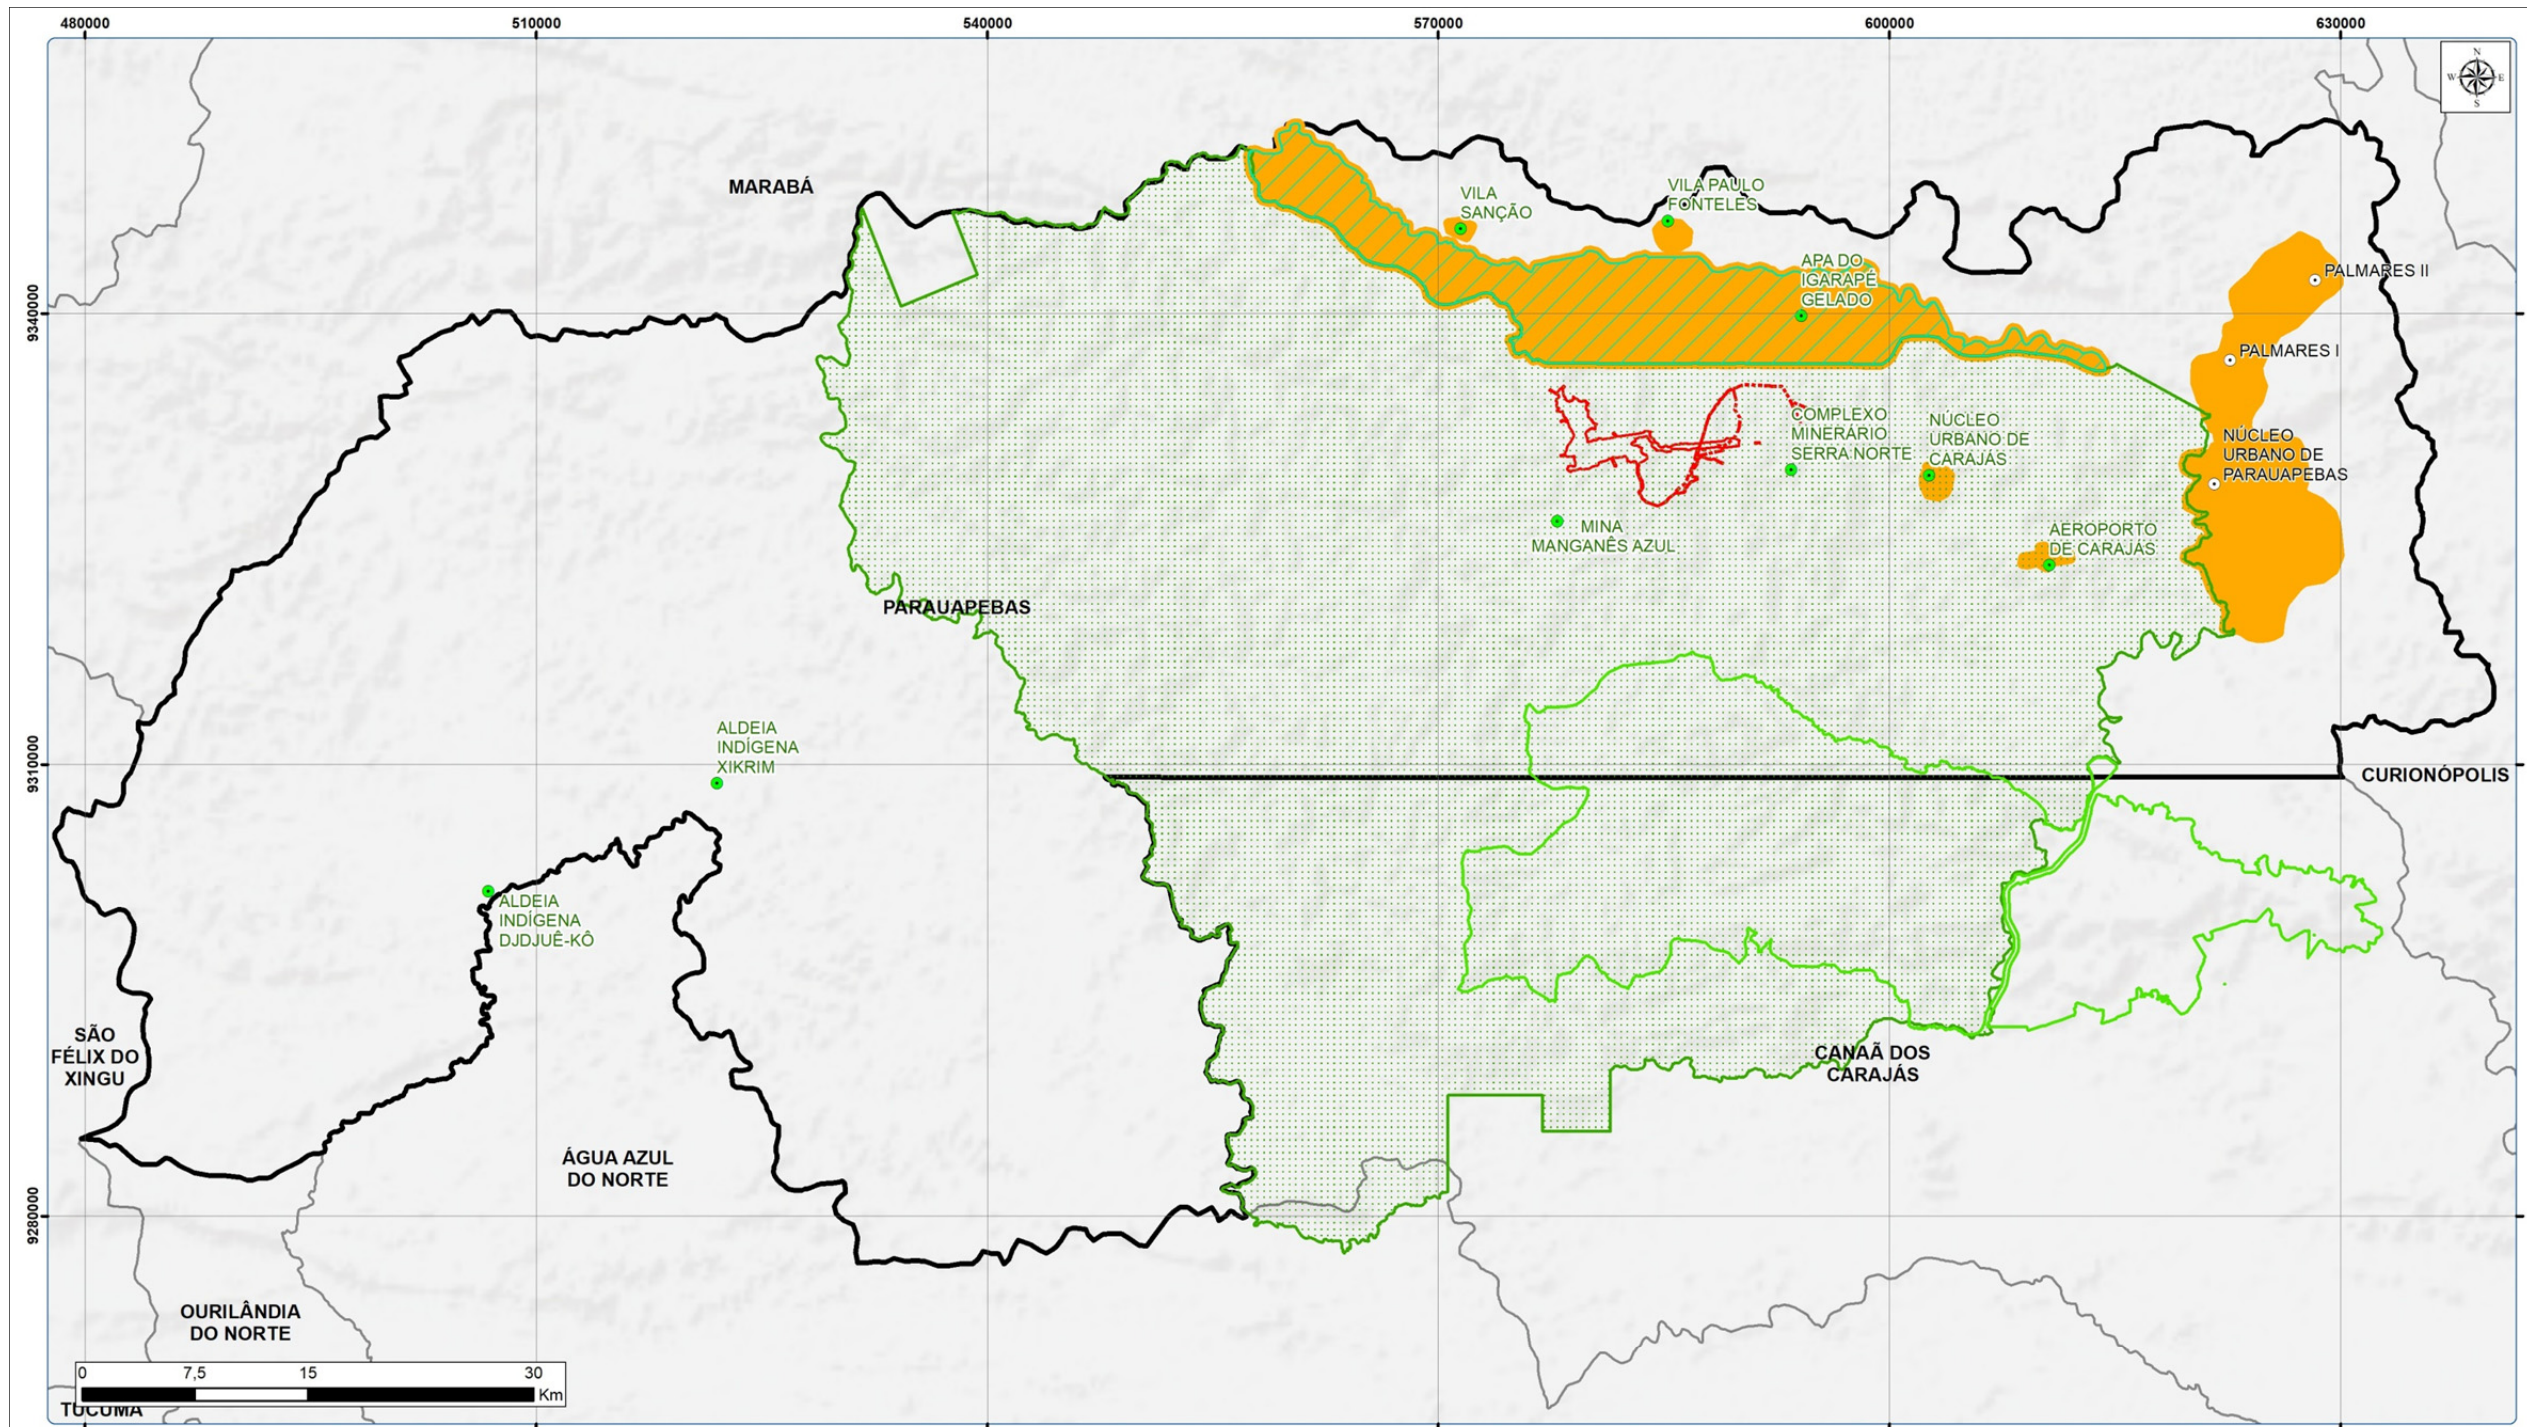 480000
510000
540000
570000
600000
630000
N
W
E
S
MARABÁ
VILA
SANÇÃO
VILA PAULO
FONTELES
APA DO
IGARAPÉ
GELADO
PALMARES II
9340000
PALMARES I
COMPLEXO
MINERÁRIO
SERRA NORTE
NÚCLEO
URBANO DE
CARAJÁS
NÚCLEO
URBANO DE
PARAUAPEBAS
MINA
MANGANÊS AZUL
AEROPORTO
DE CARAJÁS
PARAUAPEBAS
ALDEIA
INDÍGENA
XIKRIM
9310000
CURIONÓPOLIS
ALDEIA
INDÍGENA
DJDJUÊ-KÔ
SÃO
FÉLIX DO
XINGU
CANAÃ DOS
CARAJÁS
ÁGUA AZUL
DO NORTE
9280000
OURILÂNDIA
DO NORTE
0
7,5
15
30
Km
TUCUMÃ